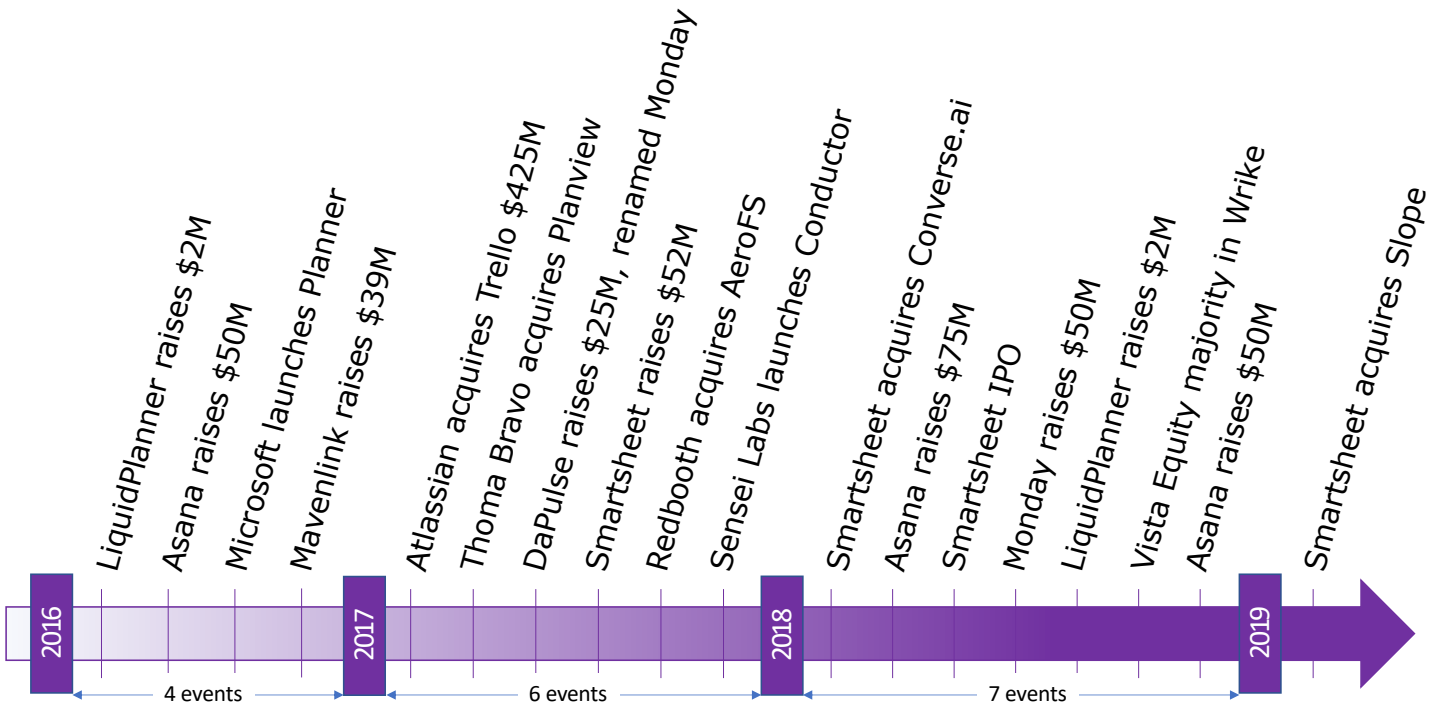 LiquidPlanner raises $2M
Asana raises $50M
Microsoft launches Planner
Mavenlink raises $39M
Atlassian acquires Trello $425M
Thoma Bravo acquires Planview
DaPulse raises $25M, renamed Monday
Smartsheet raises $52M
Redbooth acquires AeroFS
Sensei Labs launches Conductor
Smartsheet acquires Converse.ai
Asana raises $75M
Smartsheet IPO
Monday raises $50M
LiquidPlanner raises $2M
Vista Equity majority in Wrike
Asana raises $50M
Smartsheet acquires Slope
2016
2017
2018
2019
4 events
6 events
7 events